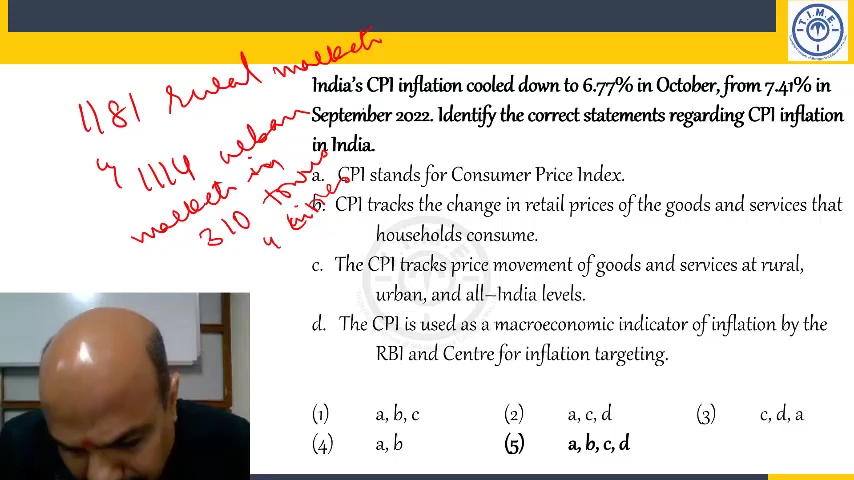 T.I.M.E.
1181 rural markets
& 1114 urban
markets in
310 towns
& cities
India's CPI inflation cooled down to 6.77% in October, from 7.41% in
September 2022. Identify the correct statements regarding CPI inflation
in India.
a. CPI stands for Consumer Price Index.
b. CPI tracks the change in retail prices of the goods and services that
households consume.
c. The CPI tracks price movement of goods and services at rural,
urban, and all–India levels.
d. The CPI is used as a macroeconomic indicator of inflation by the
RBI and Centre for inflation targeting.
(1) a, b, c (2) a, c, d (3) c, d, a
(4) a, b (5) a, b, c, d